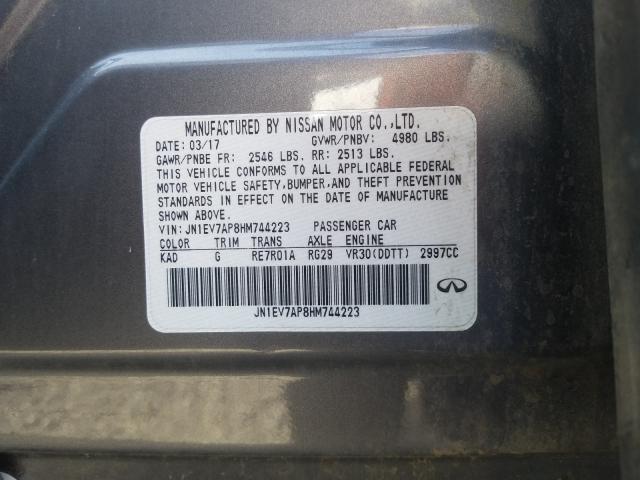 MANUFACTURED BY NISSAN MOTOR CO.,LTD.
DATE: 03/17 GVWR/PNBV: 4980 LBS.
GAWR/PNBE FR: 2546 LBS. RR: 2513 LBS.
THIS VEHICLE CONFORMS TO ALL APPLICABLE FEDERAL
MOTOR VEHICLE SAFETY,BUMPER,AND THEFT PREVENTION
STANDARDS IN EFFECT ON THE DATE OF MANUFACTURE
SHOWN ABOVE.
VIN: JN1EV7AP8HM744223 PASSENGER CAR
COLOR TRIM TRANS AXLE ENGINE
KAD G RE7R01A RG29 VR30(DDTT) 2997CC
JN1EV7AP8HM744223